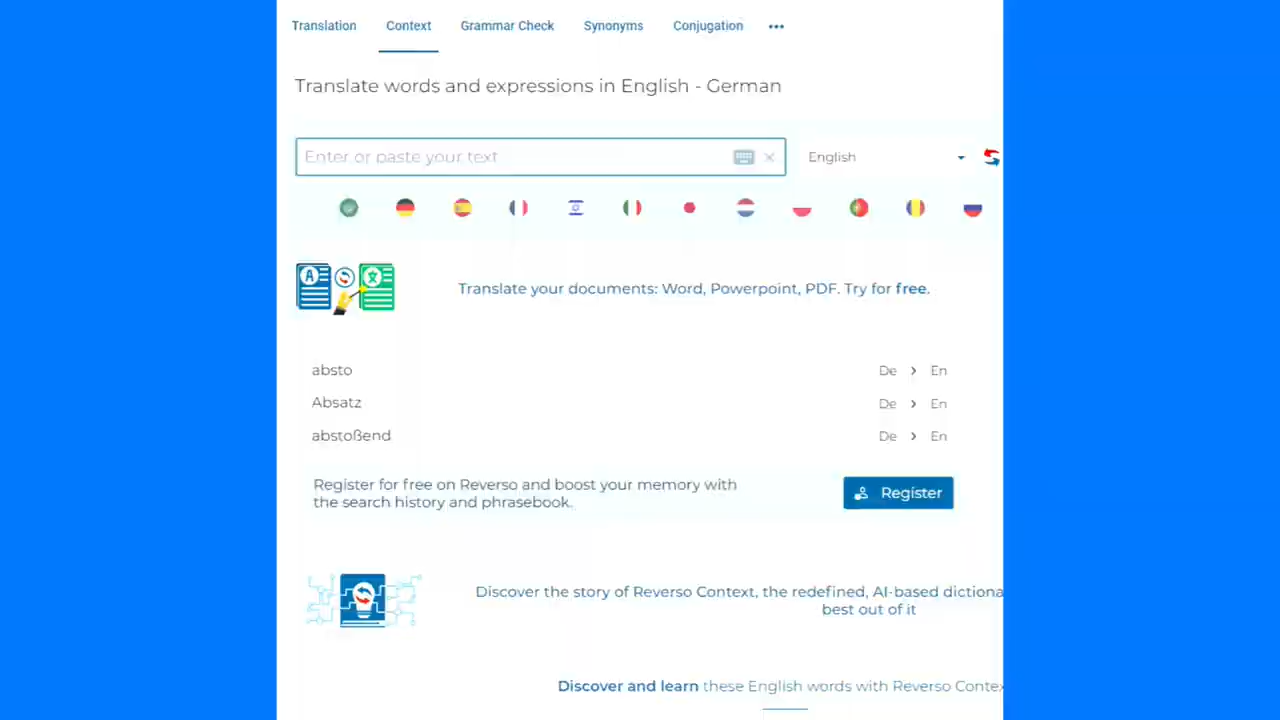 Translation Context Grammar Check Synonyms Conjugation •••
Translate words and expressions in English - German
Enter or paste your text English
A
Translate your documents: Word, Powerpoint, PDF. Try for free.
absto De > En
Absatz De > En
abstoßend De > En
Register for free on Reverso and boost your memory with
the search history and phrasebook.
Register
Discover the story of Reverso Context, the redefined, AI-based dictiona
best out of it
Discover and learn these English words with Reverso Contex